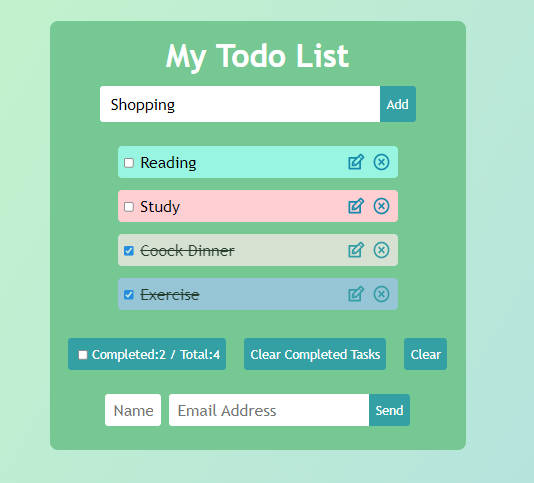 My Todo List
Shopping Add
Reading
Study
Coock Dinner
Exercise
Completed:2 / Total:4 Clear Completed Tasks Clear
Name Email Address Send